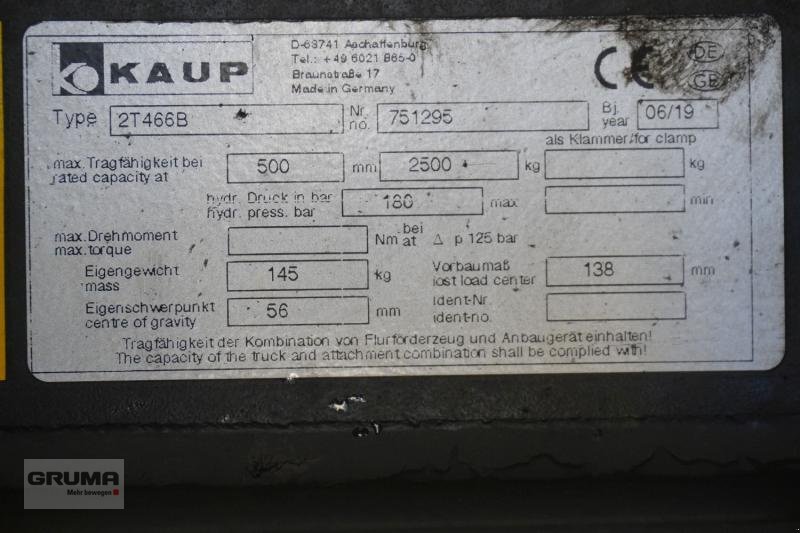 KAUP
D-63741 Aschaffenburg
Tel.: +49 6021 865-0
Braunstraße 17
Made in Germany
CE DE
GB
Type 2T466B Nr. no. 751295 Bj. year 06/19
als Klammer/for clamp
max. Tragfähigkeit bei
rated capacity at 500 mm 2500 kg kg
hydr. Druck in bar
hydr. press. bar 180 max min
max. Drehmoment
max. torque Nm bei at Δ p 125 bar
Eigengewicht
mass 145 kg
Vorbaumaß
lost load center 138 mm
Eigenschwerpunkt
centre of gravity 56 mm
Ident-Nr
ident-no.
Tragfähigkeit der Kombination von Flurförderzeug und Anbaugerät einhalten!
The capacity of the truck and attachment combination shall be complied with!
GRUMA
Mehr bewegen